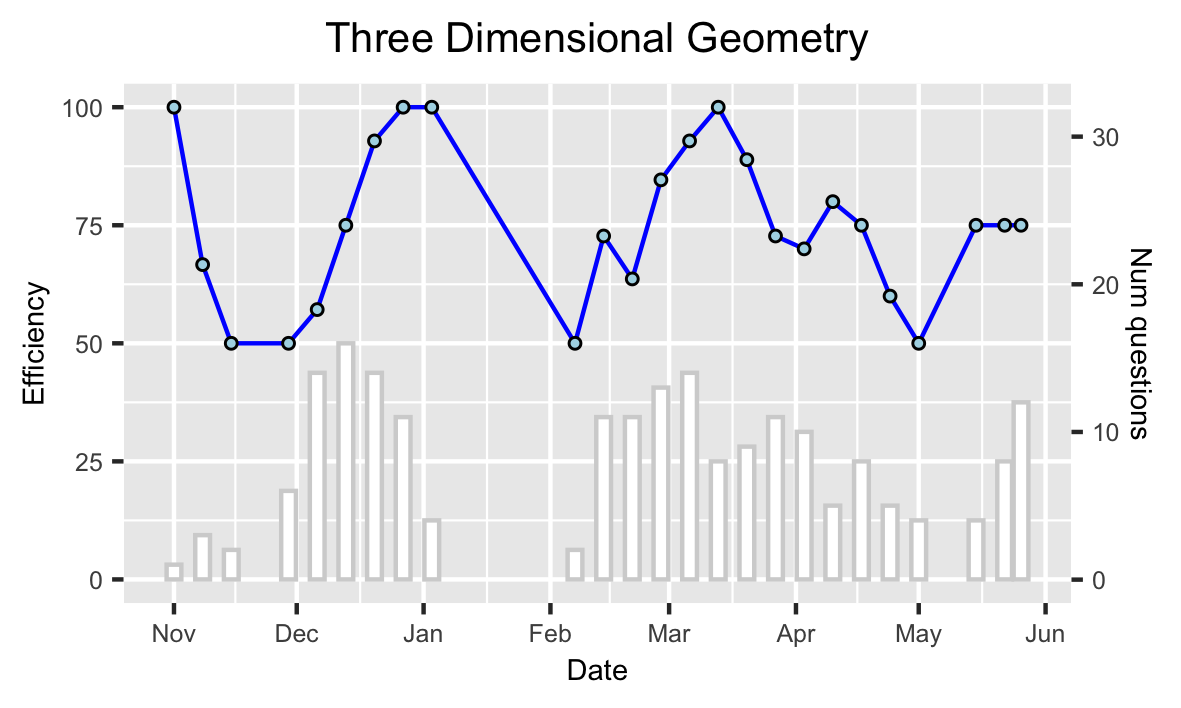 Three Dimensional Geometry
100
75
50
25
0
Efficiency
30
20
10
0
Num questions
Nov Dec Jan Feb Mar Apr May Jun
Date